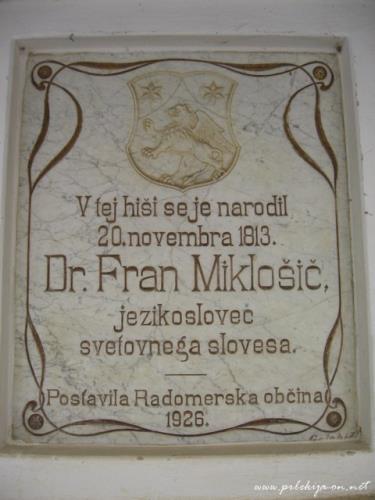 V tej hiši se je narodil
20. novembra 1813.
Dr. Fran Miklošič,
jezikoslovec
svetovnega slovesa.
Postavila Radomerska občina
1926.
www.prlekija-on.net